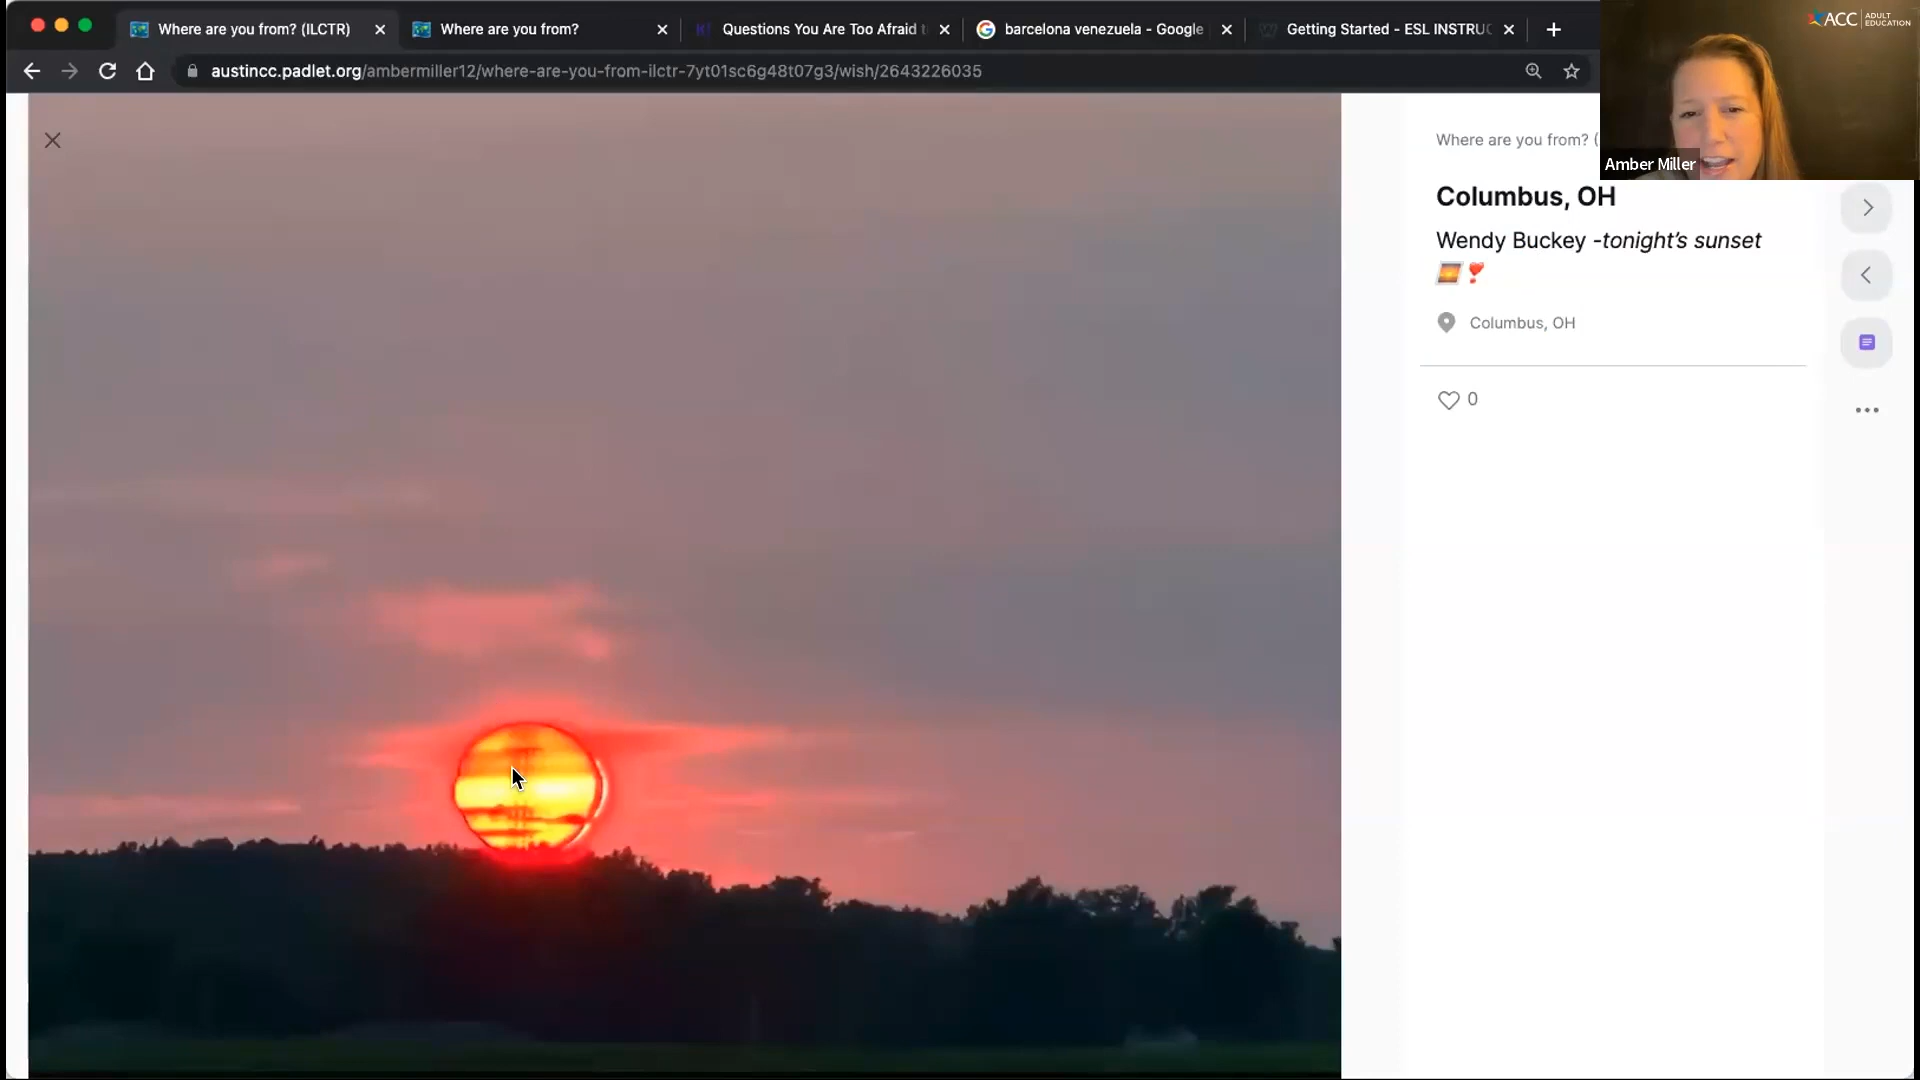 Where are you from? (ILCTR)
Where are you from?
Questions You Are Too Afraid t
barcelona venezuela - Google
Getting Started - ESL INSTRUC
austincc.padlet.org/ambermiller12/where-are-you-from-ilctr-7yt01sc6g48t07g3/wish/2643226035
ACC ADULT EDUCATION
Amber Miller
Where are you from? (
Columbus, OH
Wendy Buckey -tonight's sunset
Columbus, OH
0